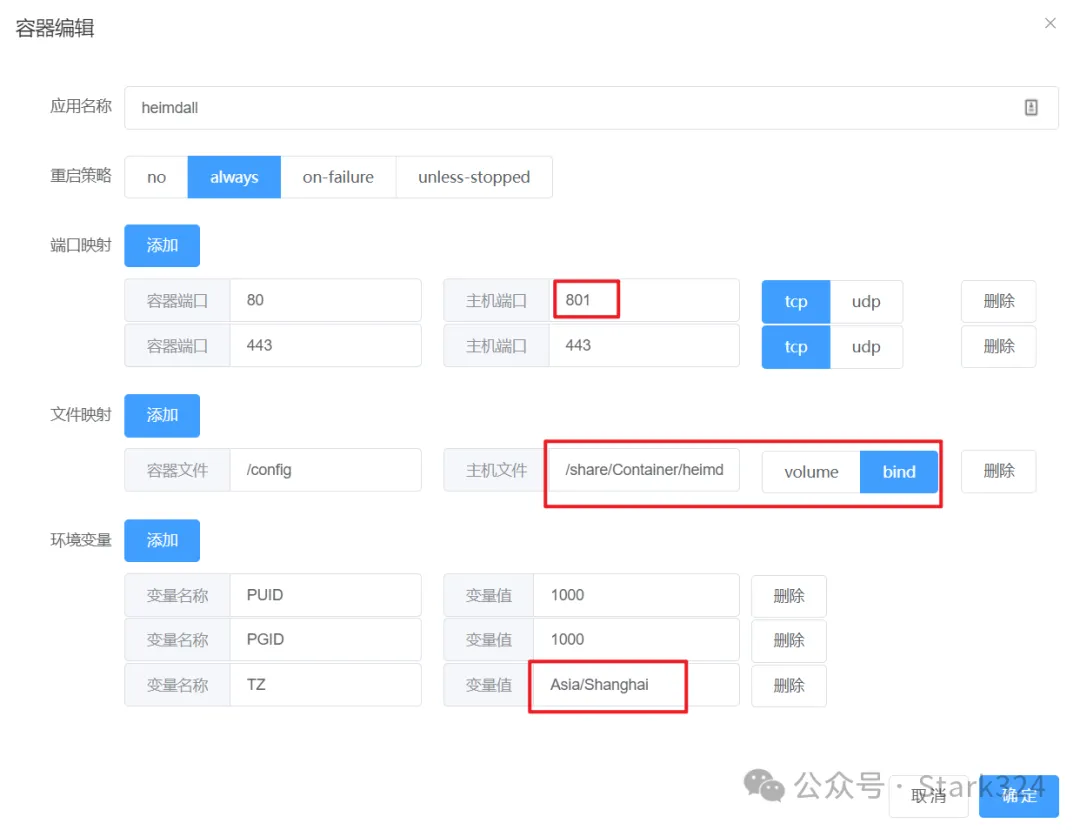 容器编辑
应用名称 heimdall
重启策略 no always on-failure unless-stopped
端口映射 添加
容器端口 80 主机端口 801 tcp udp 删除
容器端口 443 主机端口 443 tcp udp 删除
文件映射 添加
容器文件 /config 主机文件 /share/Container/heimd volume bind 删除
环境变量 添加
变量名称 PUID 变量值 1000 删除
变量名称 PGID 变量值 1000 删除
变量名称 TZ 变量值 Asia/Shanghai 删除
公众号 · Stark324
取消 确定